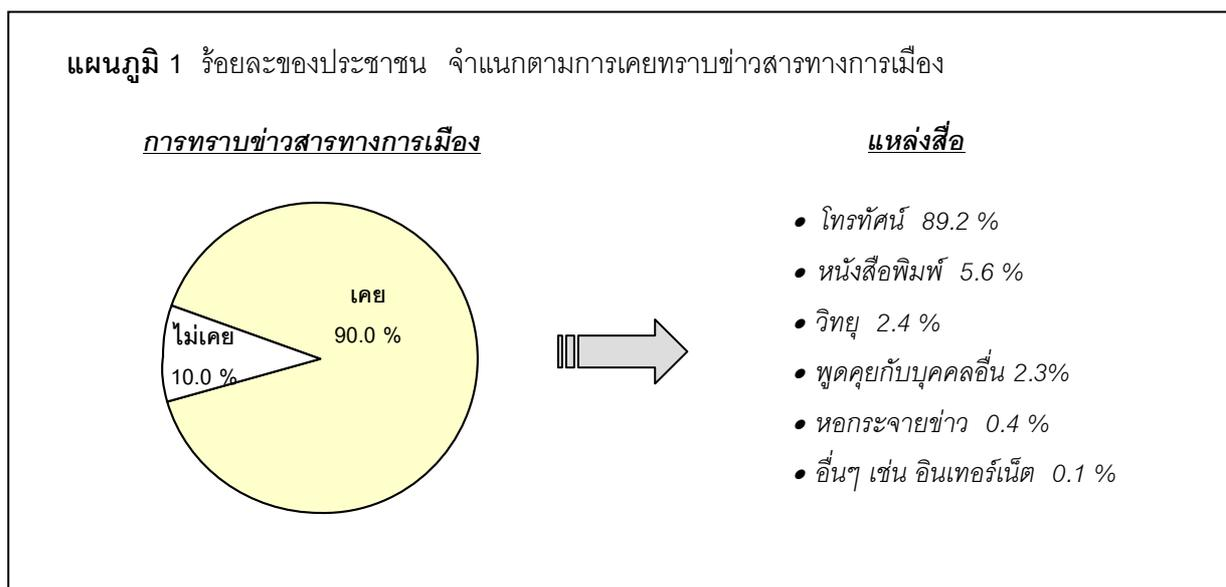 แผนภูมิ 1 ร้อยละของประชาชน จำแนกตามการเคยทราบข่าวสารทางการเมือง
การทราบข่าวสารทางการเมือง
เคย
90.0 %
ไม่เคย
10.0 %
แหล่งสื่อ
• โทรทัศน์ 89.2 %
• หนังสือพิมพ์ 5.6 %
• วิทยุ 2.4 %
• พูดคุยกับบุคคลอื่น 2.3%
• หอกระจายข่าว 0.4 %
• อื่นๆ เช่น อินเทอร์เน็ต 0.1 %